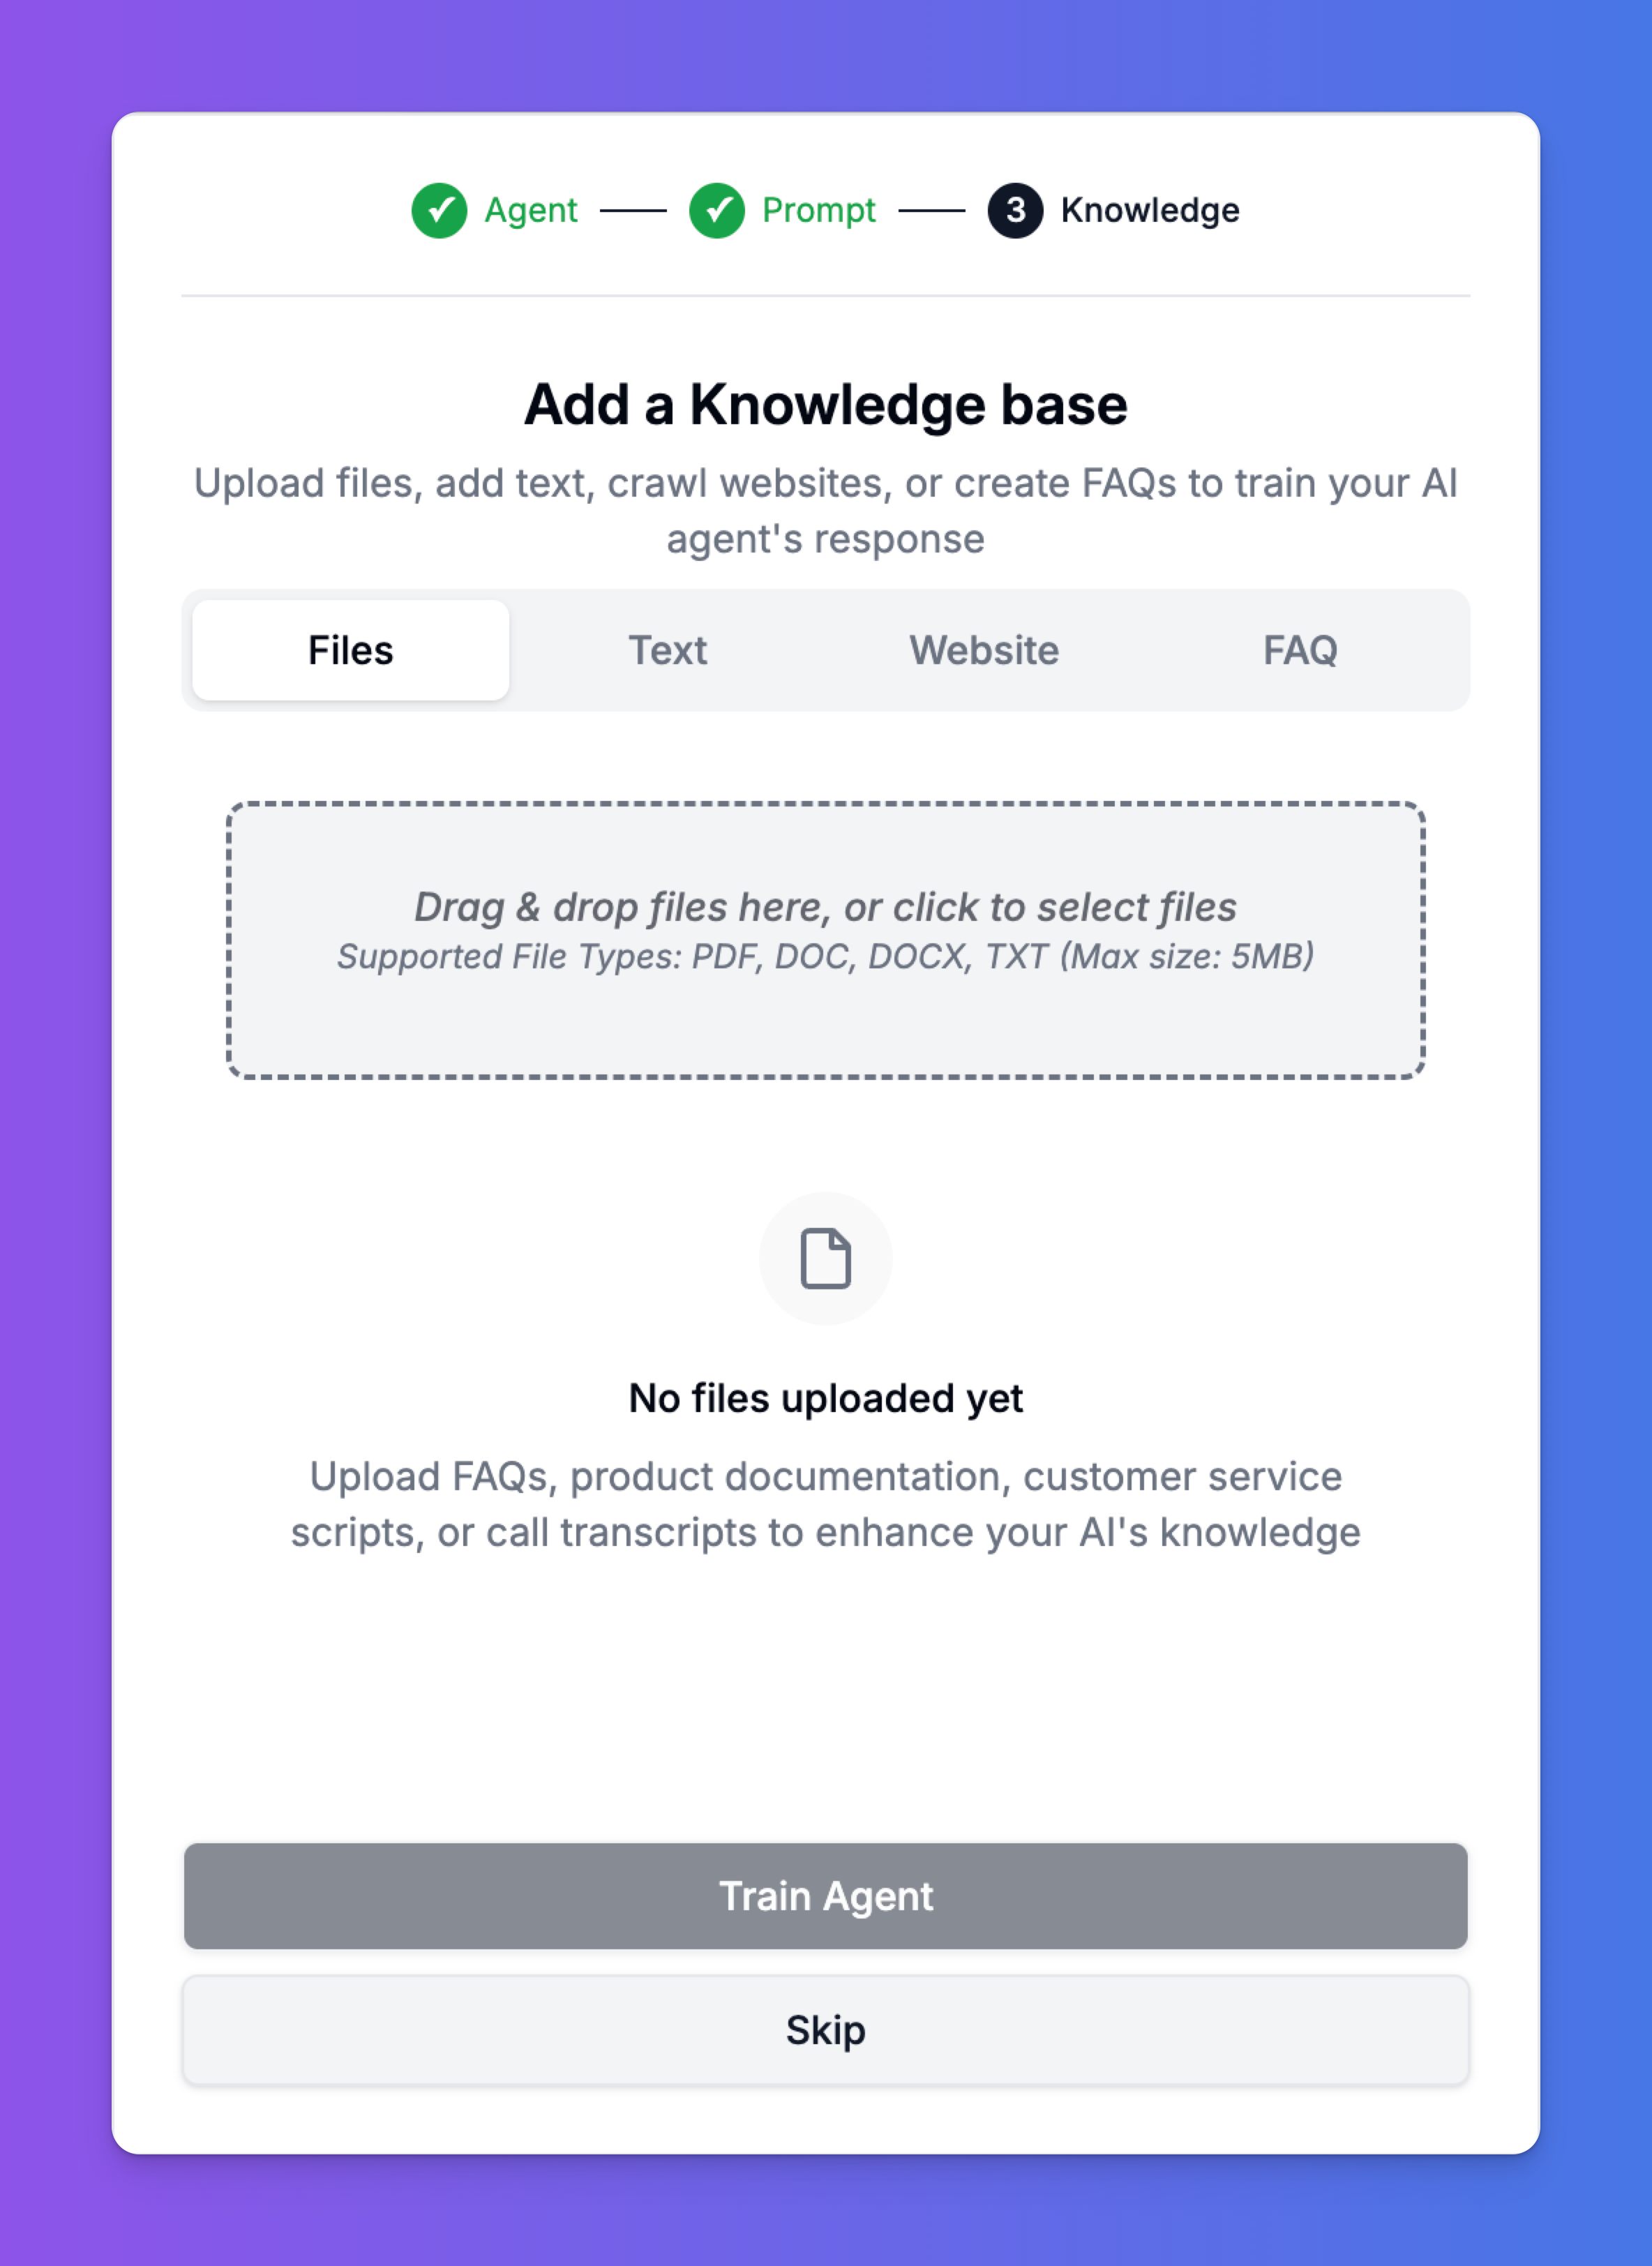 Agent Prompt 3 Knowledge
Add a Knowledge base
Upload files, add text, crawl websites, or create FAQs to train your AI
agent's response
Files Text Website FAQ
Drag & drop files here, or click to select files
Supported File Types: PDF, DOC, DOCX, TXT (Max size: 5MB)
No files uploaded yet
Upload FAQs, product documentation, customer service
scripts, or call transcripts to enhance your AI's knowledge
Train Agent
Skip